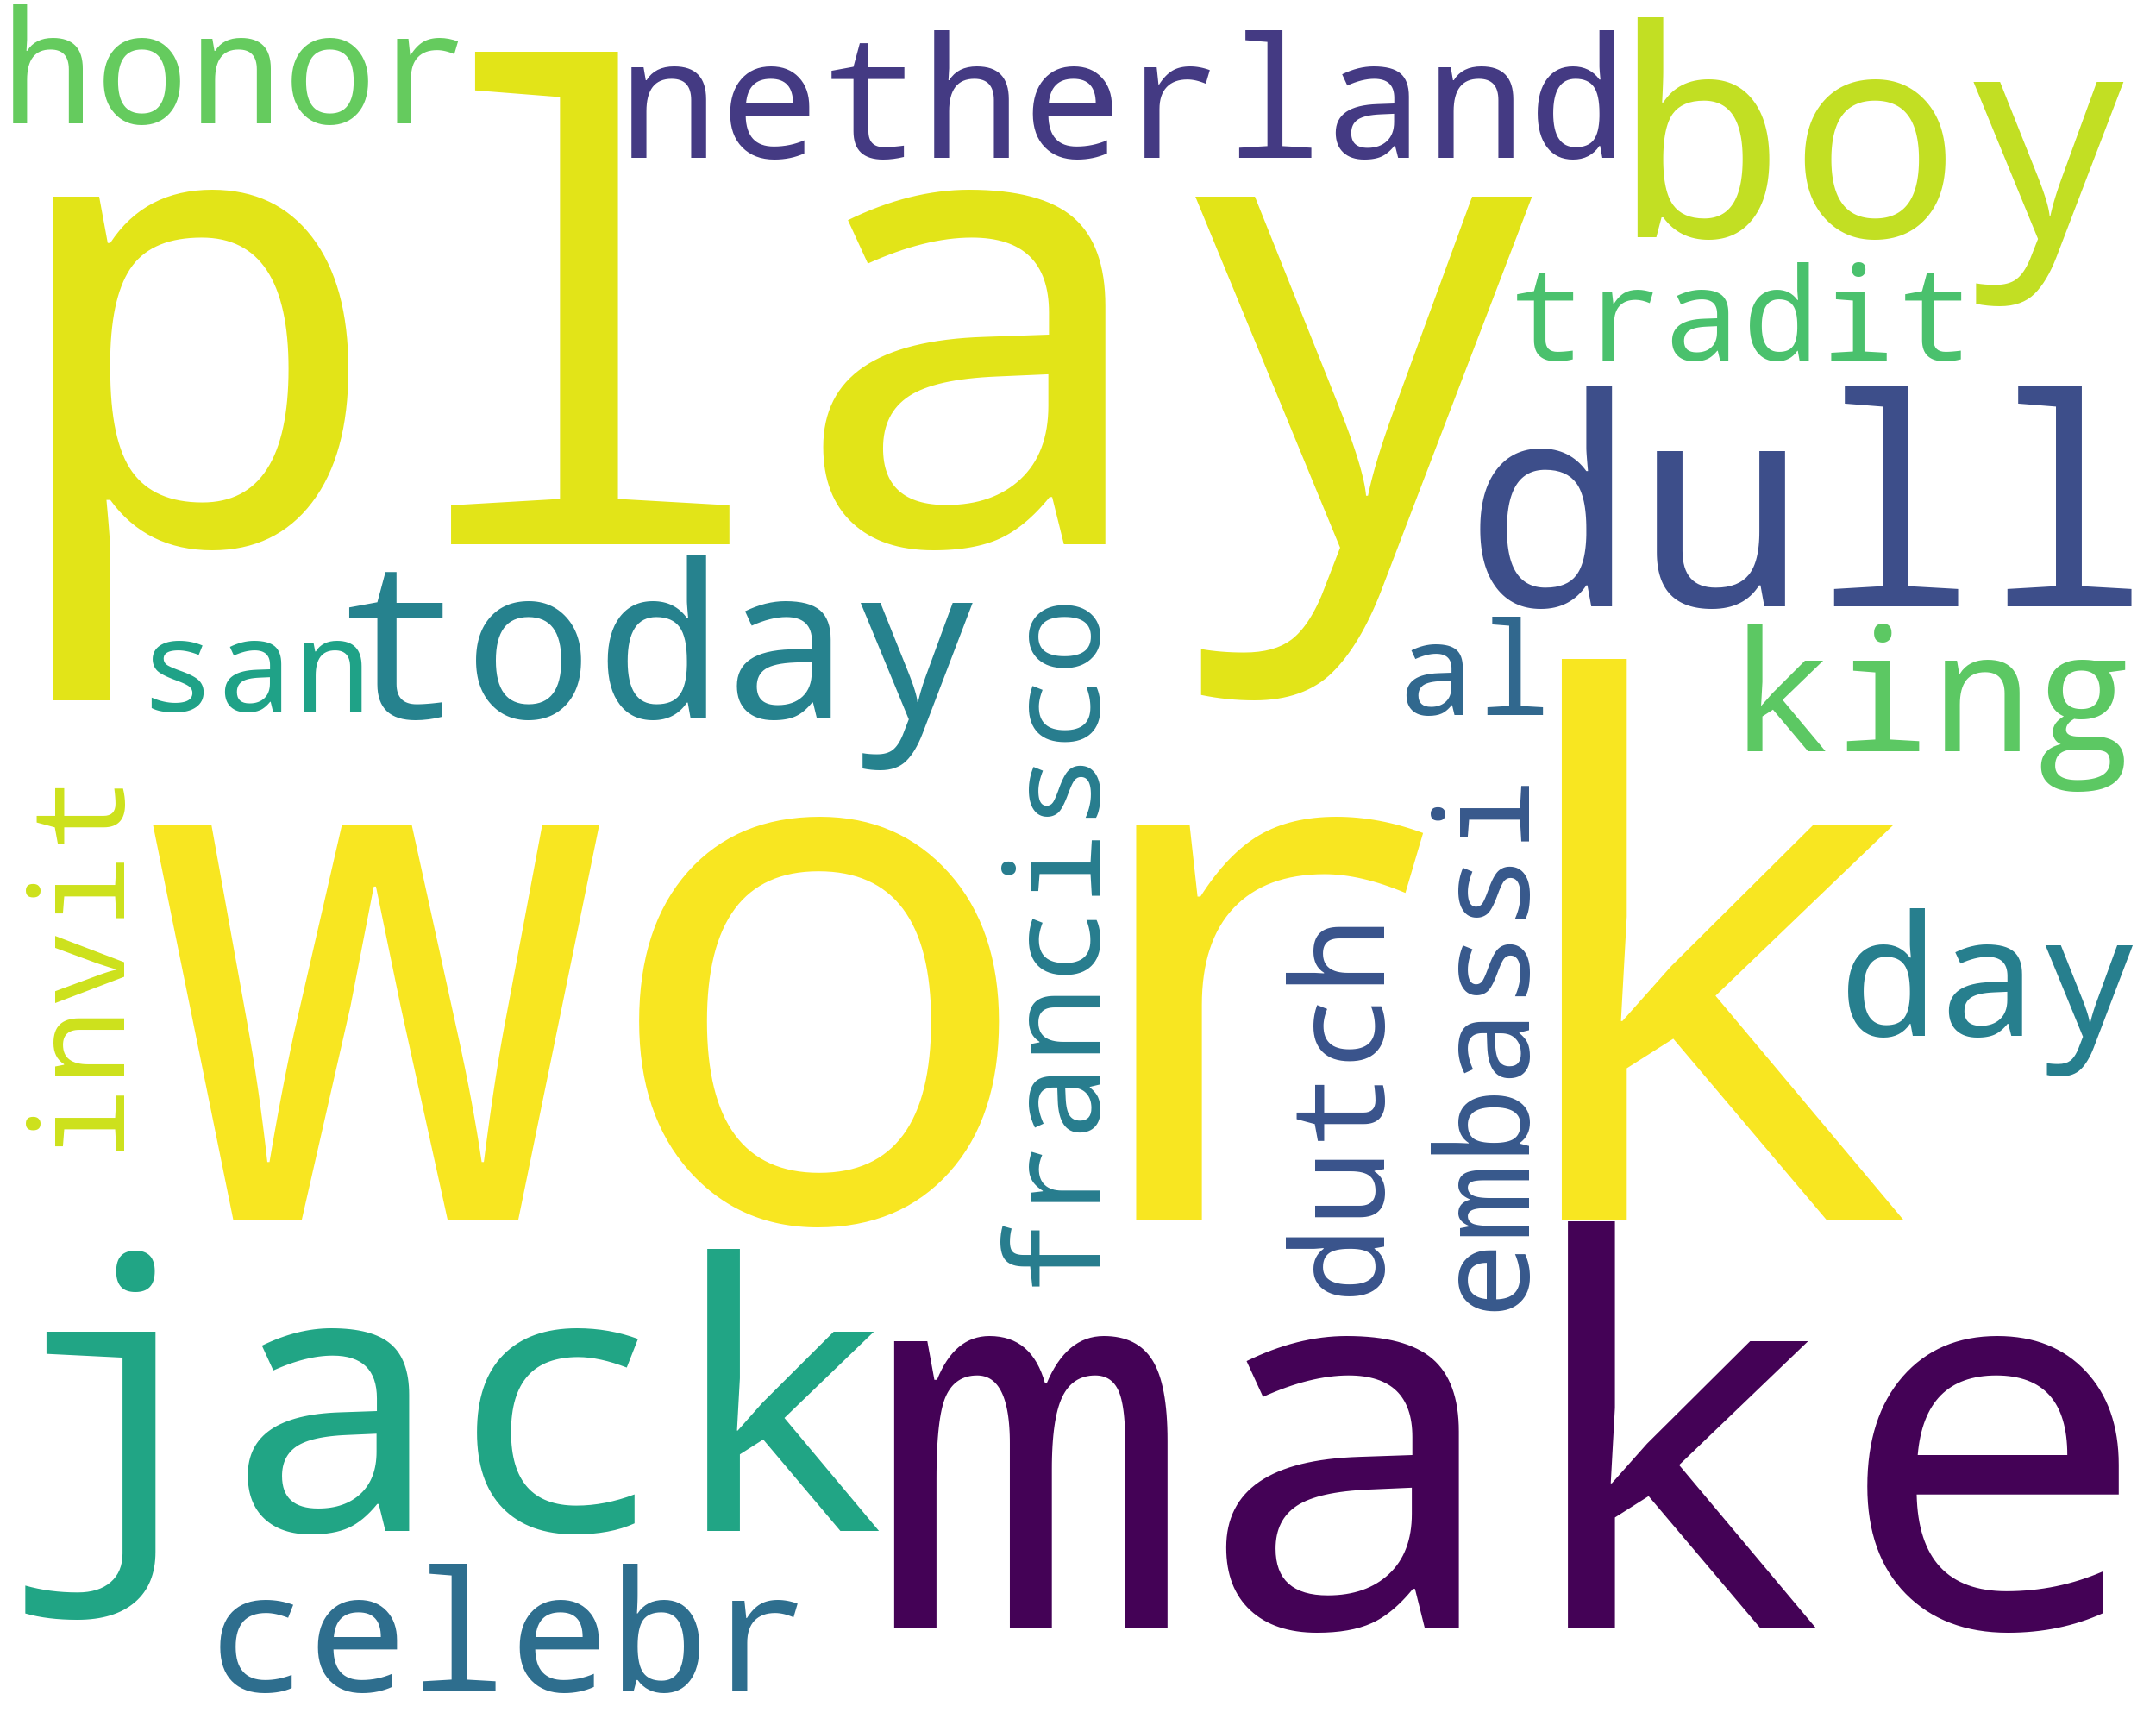 honor
netherland
boy
play
tradit
dull
today
san
al
king
francisco
invit
work
embassi
dutch
day
jack
make
celebr